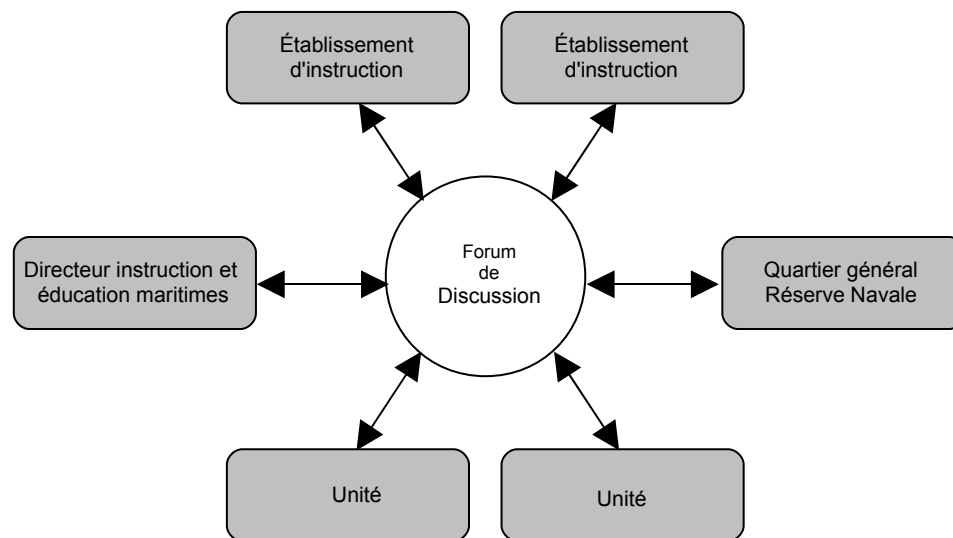 Établissement
d'instruction
Établissement
d'instruction
Forum
de
Discussion
Directeur instruction et
éducation maritimes
Quartier général
Réserve Navale
Unité
Unité